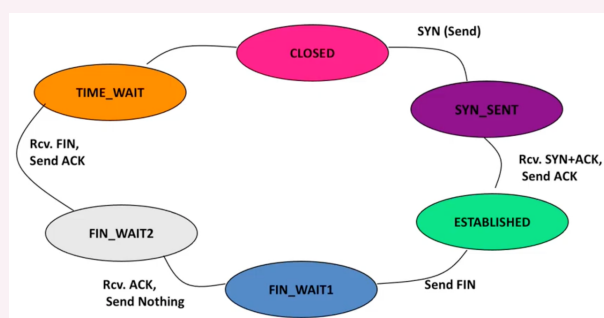 CLOSED
SYN (Send)
SYN_SENT
Rcv. SYN+ACK,
Send ACK
ESTABLISHED
Send FIN
FIN_WAIT1
Rcv. ACK,
Send Nothing
FIN_WAIT2
Rcv. FIN,
Send ACK
TIME_WAIT